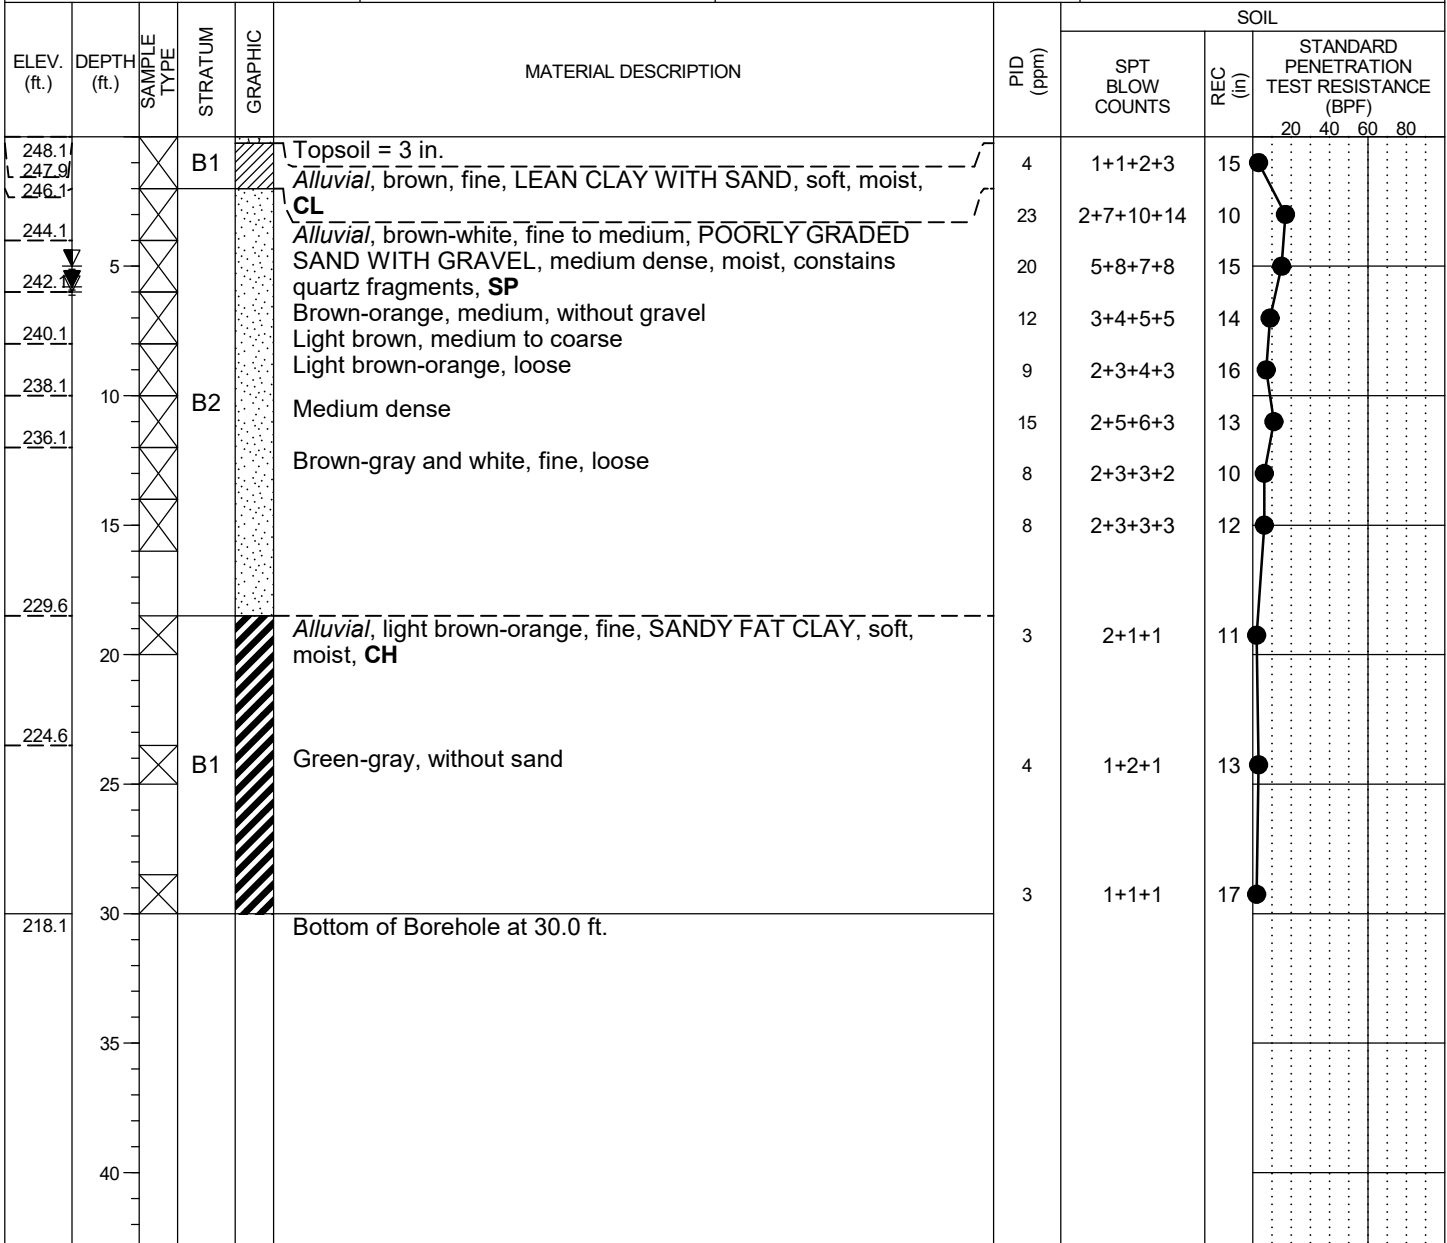 SOIL
ELEV. (ft.)
DEPTH (ft.)
SAMPLE TYPE
STRATUM
GRAPHIC
MATERIAL DESCRIPTION
PID (ppm)
SPT BLOW COUNTS
REC (in)
STANDARD PENETRATION TEST RESISTANCE (BPF)
20 40 60 80
248.1 B1 Topsoil = 3 in. 4 1+1+2+3 15
247.9
246.1 Alluvial, brown, fine, LEAN CLAY WITH SAND, soft, moist,
CL 23 2+7+10+14 10
244.1 Alluvial, brown-white, fine to medium, POORLY GRADED
5 SAND WITH GRAVEL, medium dense, moist, constains 20 5+8+7+8 15
242.1 quartz fragments, SP
Brown-orange, medium, without gravel 12 3+4+5+5 14
240.1 Light brown, medium to coarse
Light brown-orange, loose 9 2+3+4+3 16
238.1 10 B2 Medium dense 15 2+5+6+3 13
236.1 Brown-gray and white, fine, loose 8 2+3+3+2 10
15 8 2+3+3+3 12
229.6 Alluvial, light brown-orange, fine, SANDY FAT CLAY, soft, 3 2+1+1 11
20 moist, CH
224.6 B1 Green-gray, without sand 4 1+2+1 13
25
3 1+1+1 17
218.1 30 Bottom of Borehole at 30.0 ft.
35
40